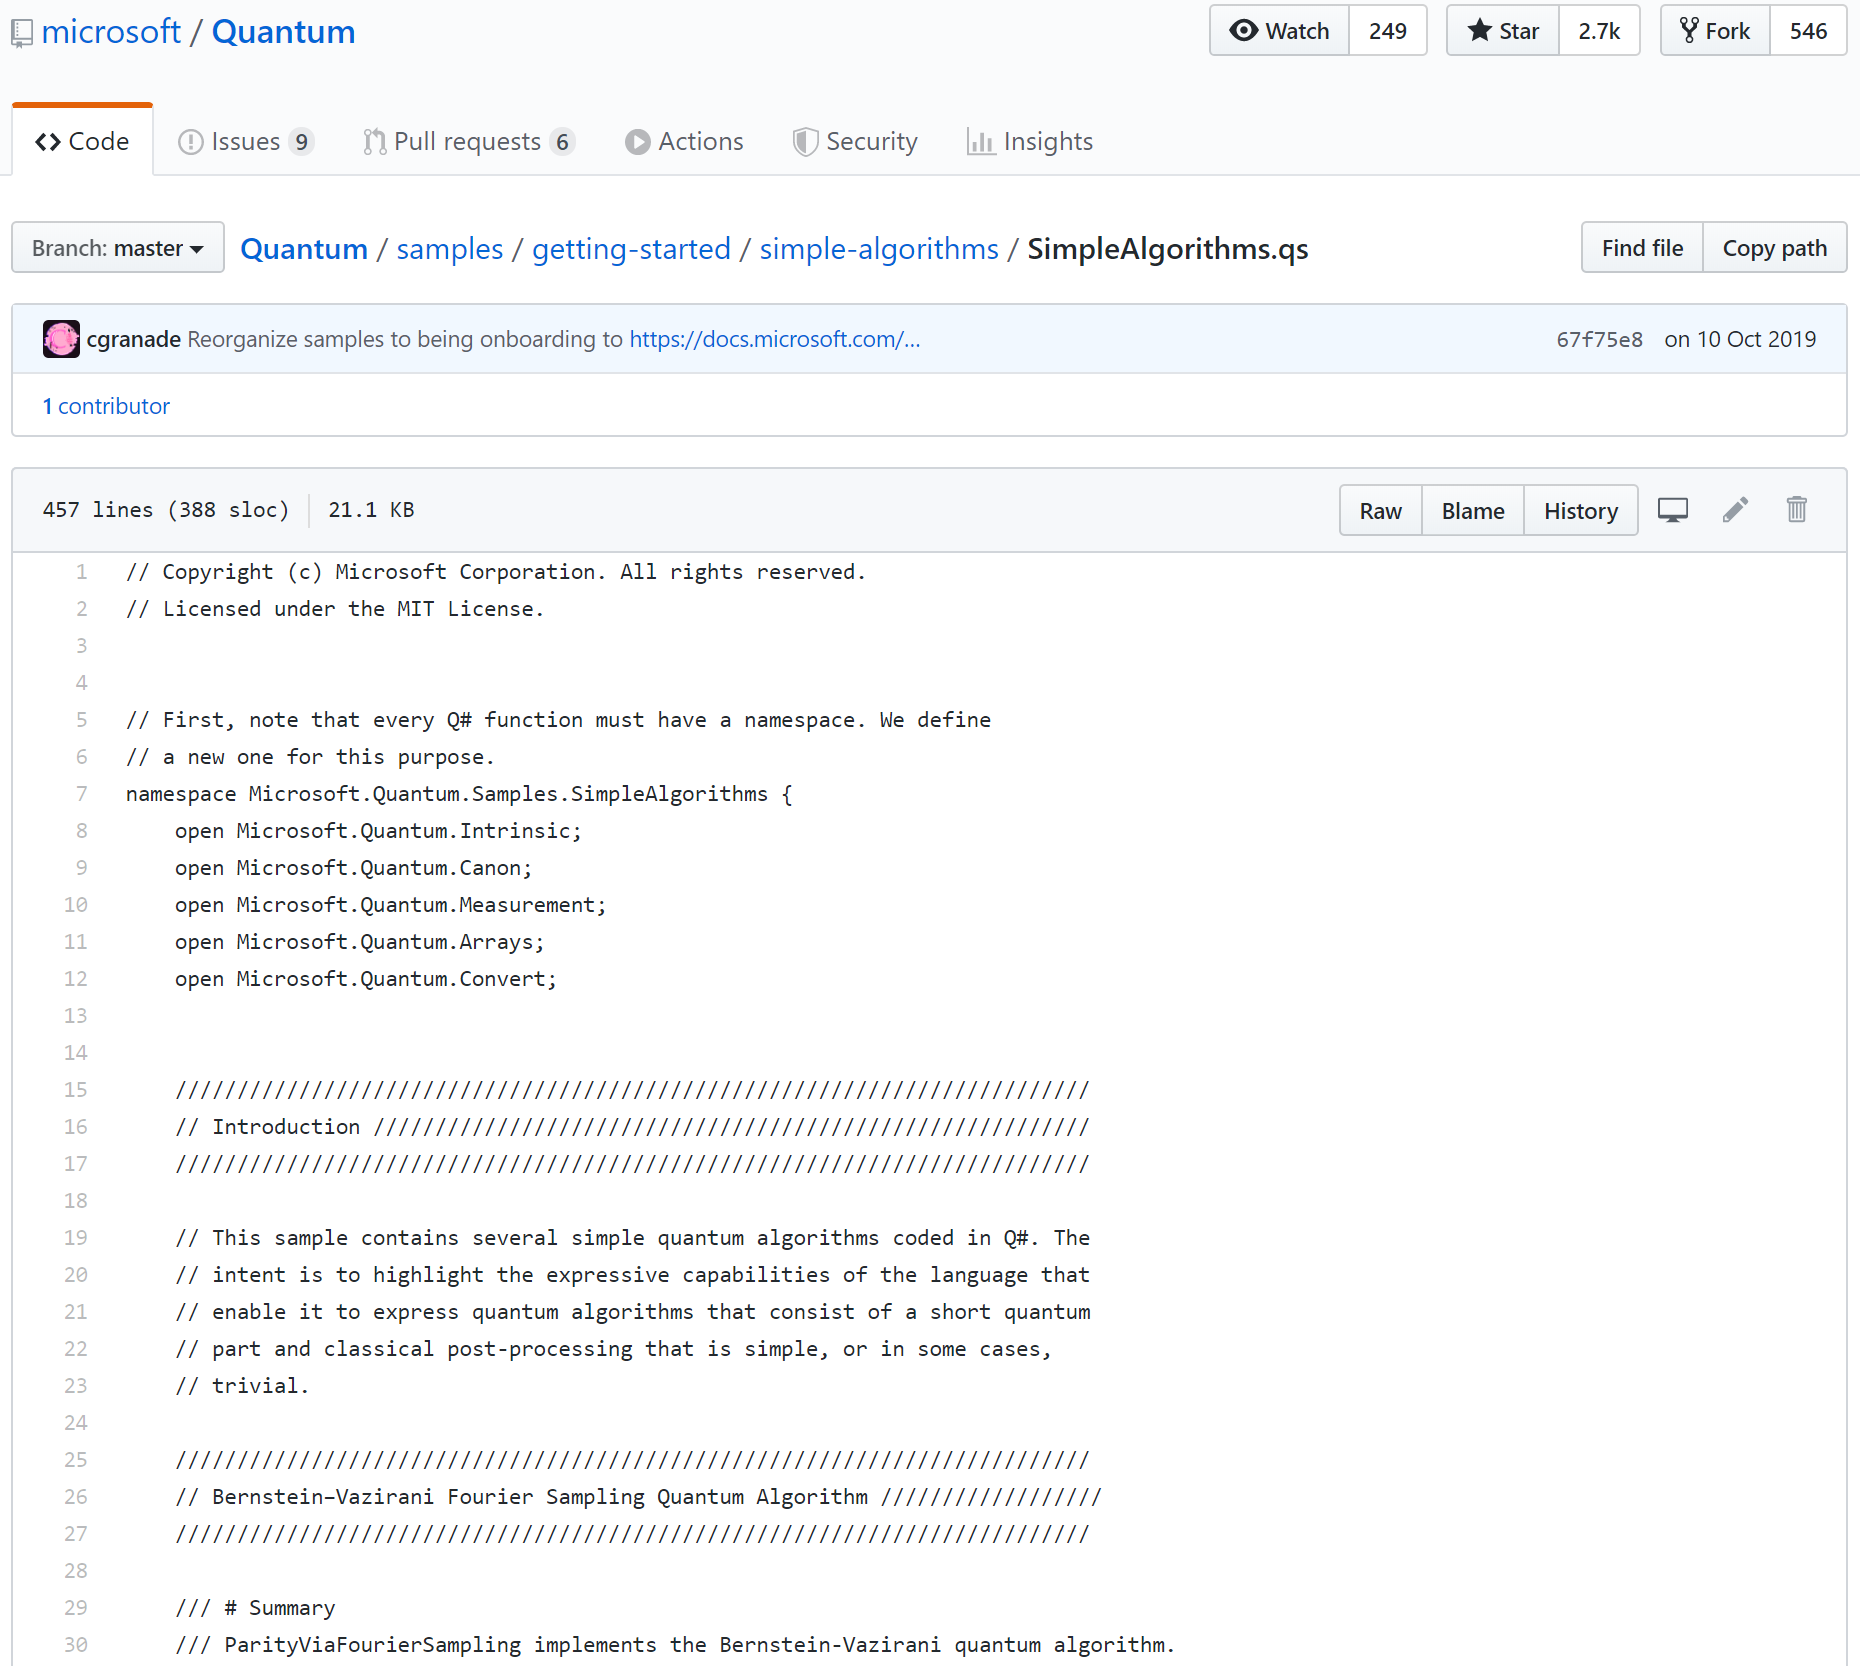 microsoft / Quantum
Watch 249 Star 2.7k Fork 546
Code Issues 9 Pull requests 6 Actions Security Insights
Branch: master Quantum / samples / getting-started / simple-algorithms / SimpleAlgorithms.qs Find file Copy path
cgranade Reorganize samples to being onboarding to https://docs.microsoft.com/... 67f75e8 on 10 Oct 2019
1 contributor
457 lines (388 sloc) 21.1 KB Raw Blame History
1 // Copyright (c) Microsoft Corporation. All rights reserved.
2 // Licensed under the MIT License.
3
4
5 // First, note that every Q# function must have a namespace. We define
6 // a new one for this purpose.
7 namespace Microsoft.Quantum.Samples.SimpleAlgorithms {
8     open Microsoft.Quantum.Intrinsic;
9     open Microsoft.Quantum.Canon;
10     open Microsoft.Quantum.Measurement;
11     open Microsoft.Quantum.Arrays;
12     open Microsoft.Quantum.Convert;
13
14
15     //////////////////////////////////////////////////////////////////////////
16     // Introduction //////////////////////////////////////////////////////////
17     //////////////////////////////////////////////////////////////////////////
18
19     // This sample contains several simple quantum algorithms coded in Q#. The
20     // intent is to highlight the expressive capabilities of the language that
21     // enable it to express quantum algorithms that consist of a short quantum
22     // part and classical post-processing that is simple, or in some cases,
23     // trivial.
24
25     //////////////////////////////////////////////////////////////////////////
26     // Bernstein–Vazirani Fourier Sampling Quantum Algorithm //////////////////
27     //////////////////////////////////////////////////////////////////////////
28
29     /// # Summary
30     /// ParityViaFourierSampling implements the Bernstein-Vazirani quantum algorithm.